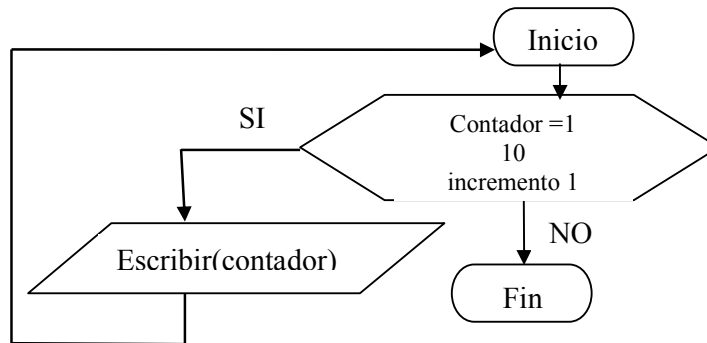 Inicio
SI
Contador =1
10
incremento 1
Escribir(contador)
NO
Fin